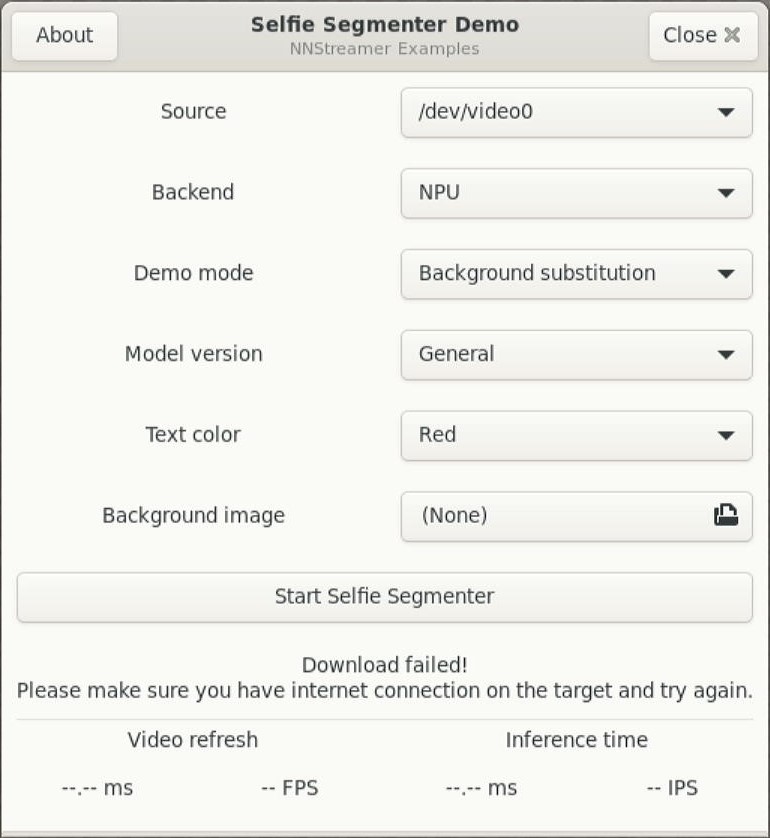 About
Selfie Segmenter Demo
NNStreamer Examples
Close
Source
/dev/video0
Backend
NPU
Demo mode
Background substitution
Model version
General
Text color
Red
Background image
(None)
Start Selfie Segmenter
Download failed!
Please make sure you have internet connection on the target and try again.
Video refresh
Inference time
--.-- ms
-- FPS
--.-- ms
-- IPS